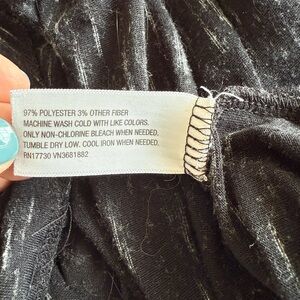 97% POLYESTER 3% OTHER FIBER
MACHINE WASH COLD WITH LIKE COLORS.
ONLY NON-CHLORINE BLEACH WHEN NEEDED.
TUMBLE DRY LOW. COOL IRON WHEN NEEDED.
RN17730 VN3681882